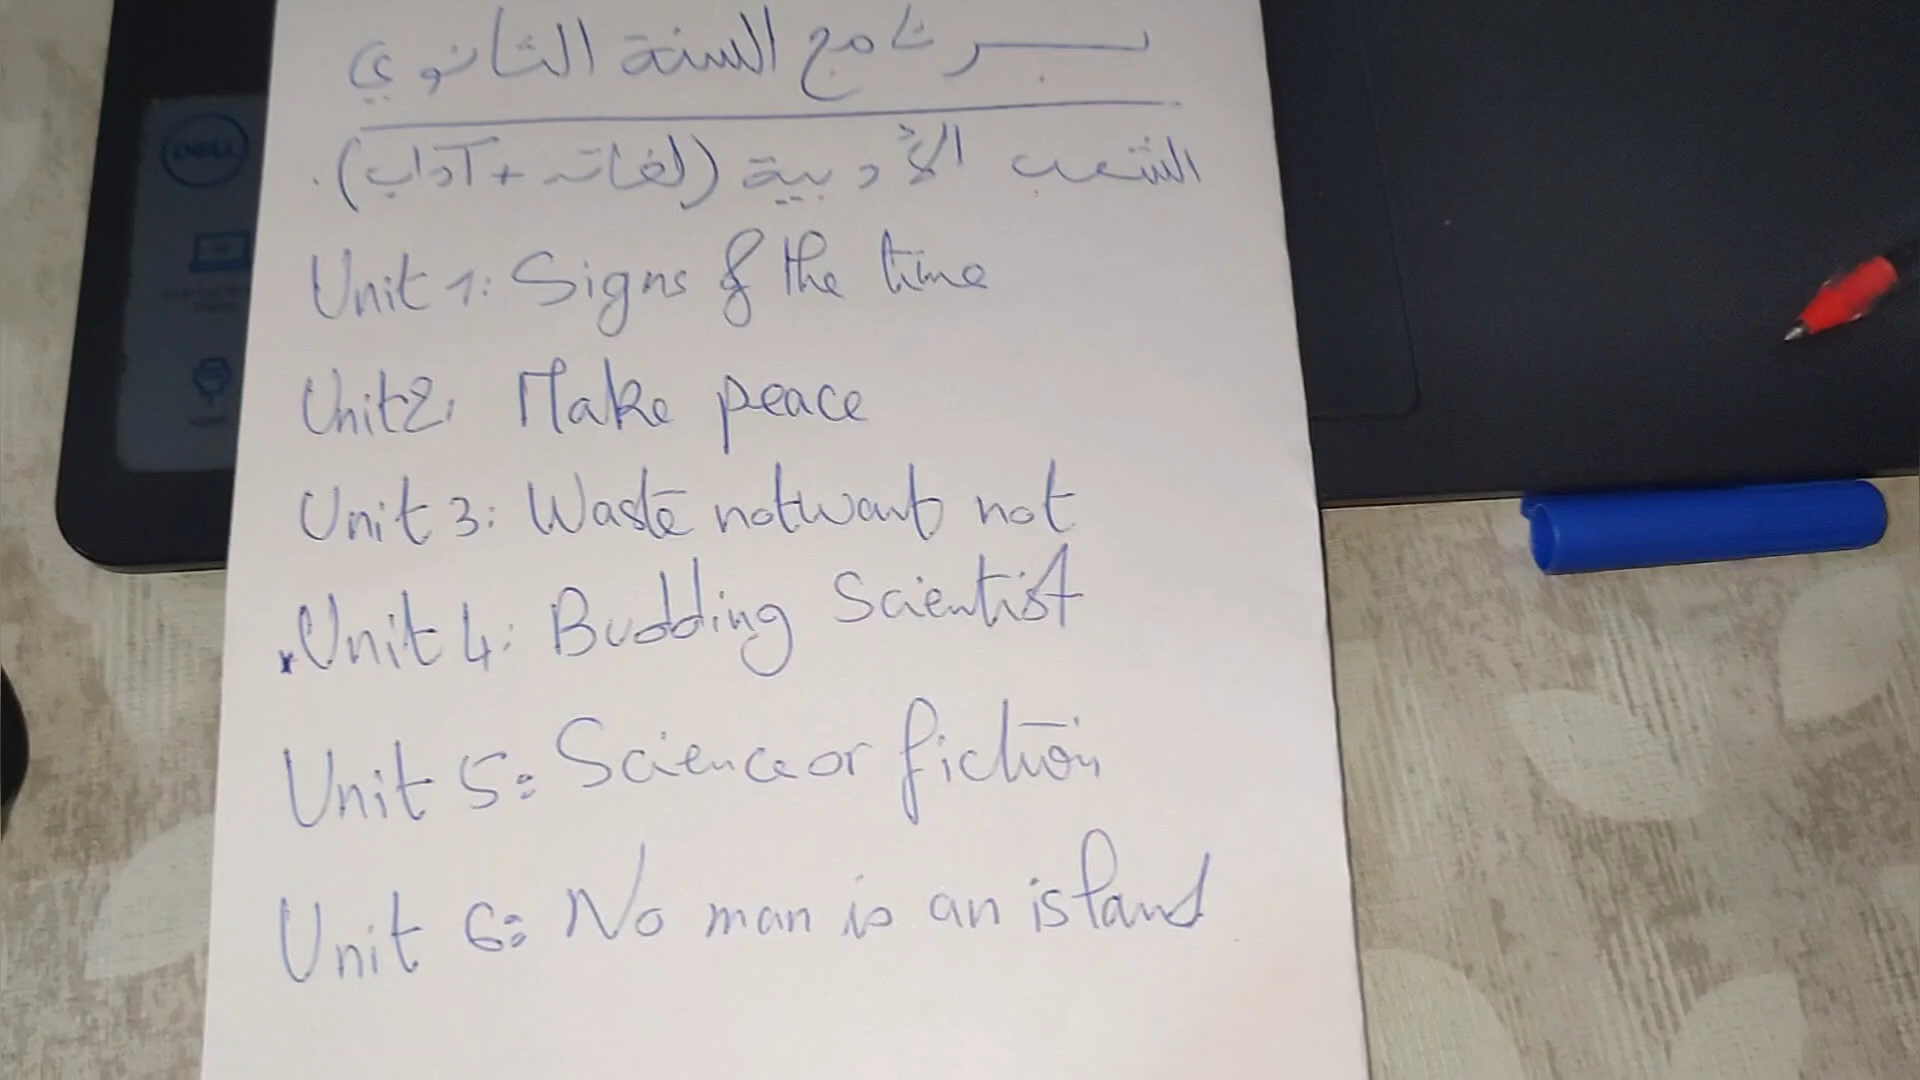 برنامج السنة الثانوي
الشعب الأدبية (لغات + آداب).
Unit 1: Signs of the time
Unit 2: Make peace
Unit 3: Waste not want not
Unit 4: Budding Scientist
Unit 5: Science or fiction
Unit 6: No man is an island
DELL